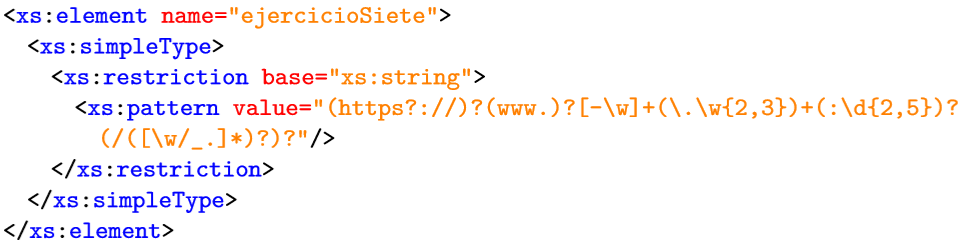 <xs:element name="ejercicioSiete">
  <xs:simpleType>
    <xs:restriction base="xs:string">
      <xs:pattern value="(https?://)?(www.)?[-\w]+(\.\w{2,3})+(:\d{2,5})?
        (/([\w/_.]*)?)?"/>
    </xs:restriction>
  </xs:simpleType>
</xs:element>